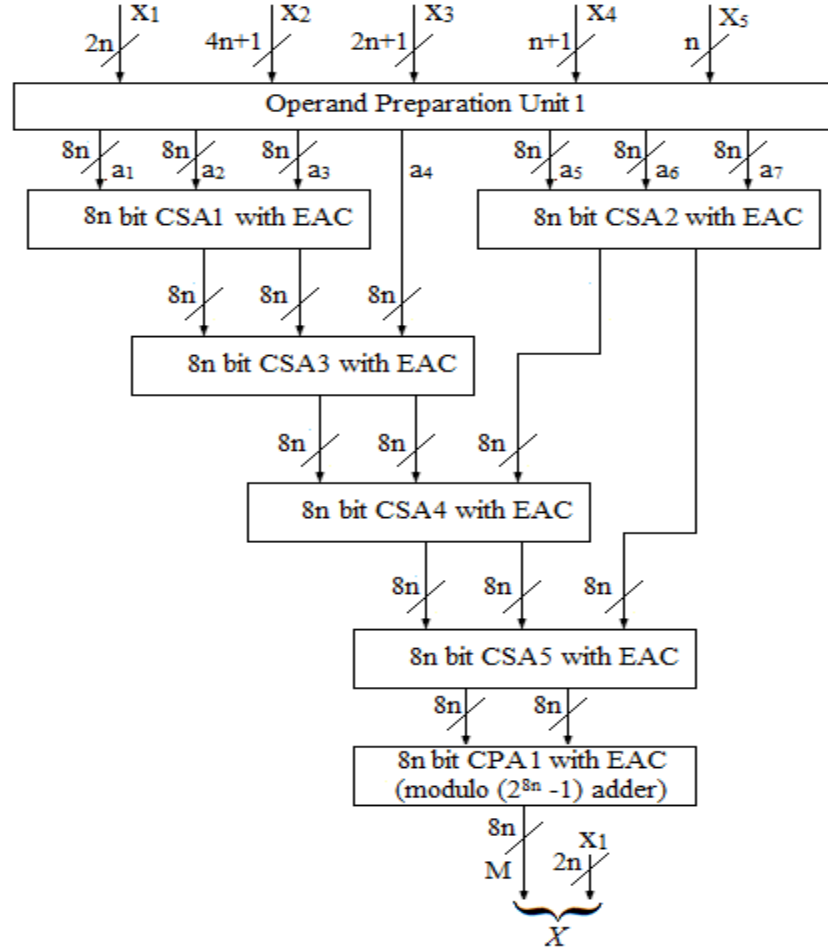 X1 X2 X3 X4 X5
2n 4n+1 2n+1 n+1 n
Operand Preparation Unit 1
8n 8n 8n 8n 8n 8n
a1 a2 a3 a4 a5 a6 a7
8n bit CSA1 with EAC
8n bit CSA2 with EAC
8n 8n 8n
8n bit CSA3 with EAC
8n 8n 8n
8n bit CSA4 with EAC
8n 8n 8n
8n bit CSA5 with EAC
8n 8n
8n bit CPA1 with EAC
(modulo (2^8n -1) adder)
8n X1
M 2n
X